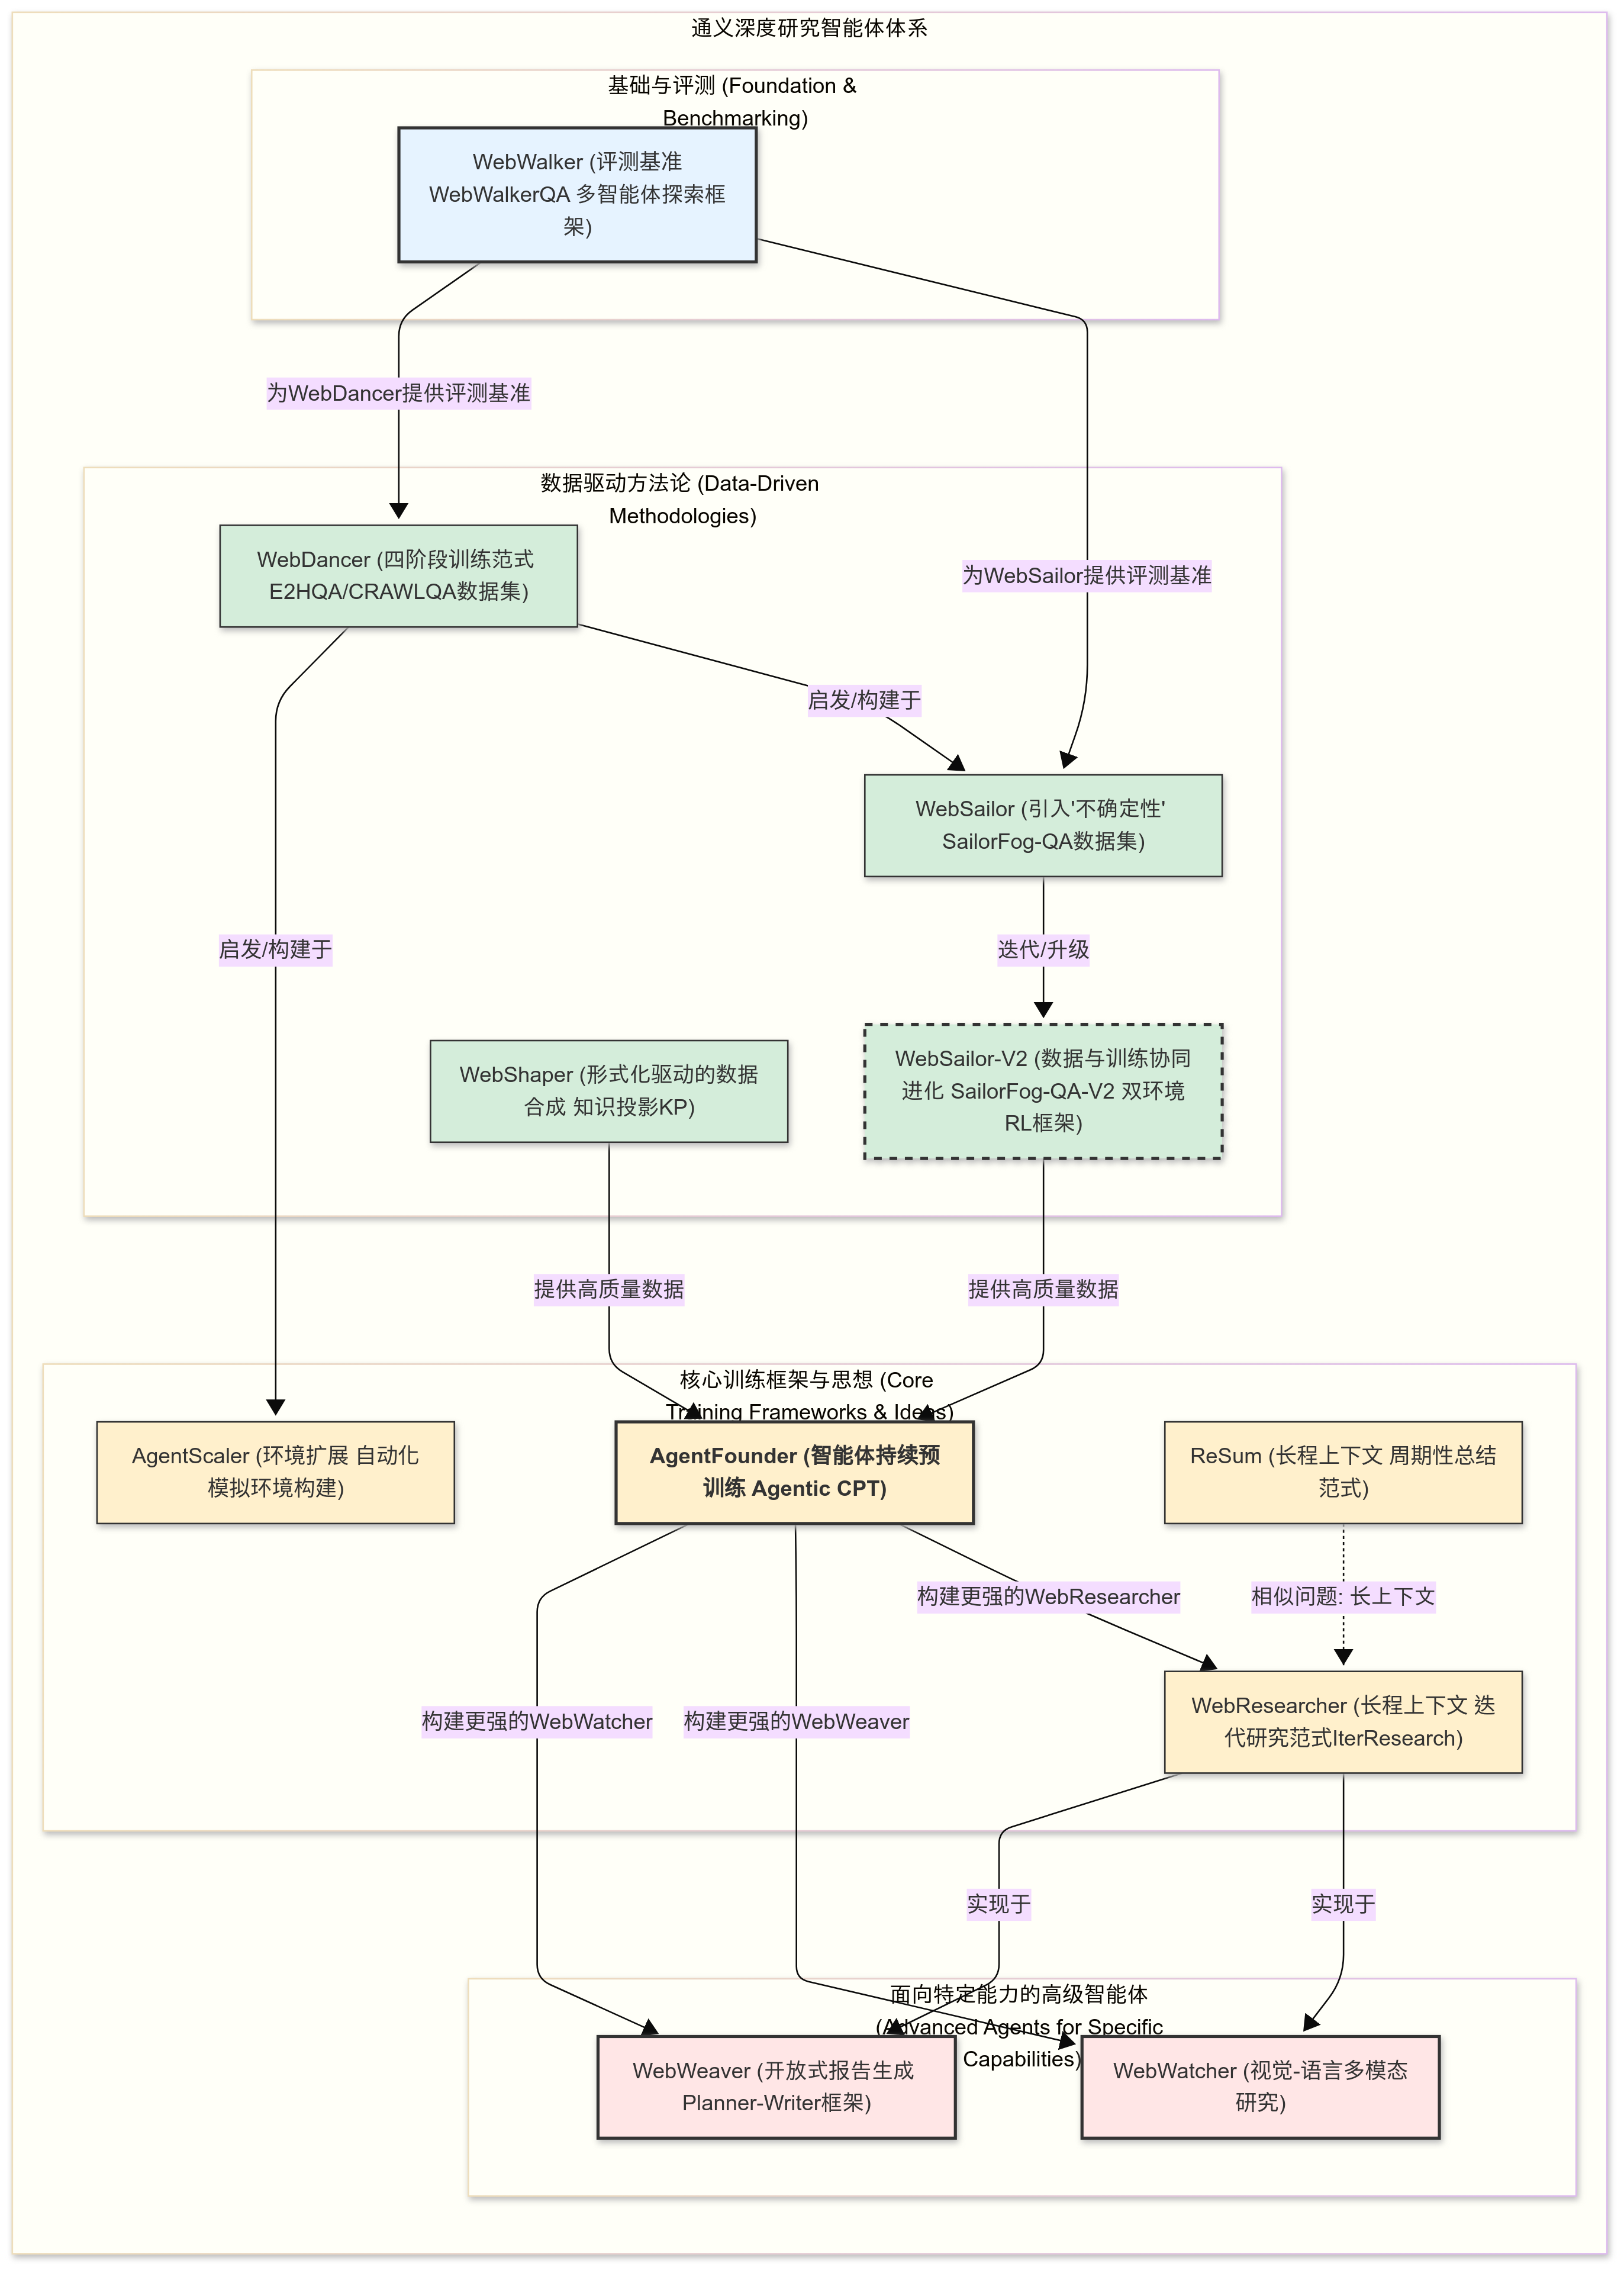 通义深度研究智能体体系
基础与评测 (Foundation &
Benchmarking)
WebWalker (评测基准
WebWalkerQA 多智能体探索框
架)
为WebDancer提供评测基准
数据驱动方法论 (Data-Driven
Methodologies)
WebDancer (四阶段训练范式
E2HQA/CRAWLQA数据集)
为WebSailor提供评测基准
启发/构建于
WebSailor (引入'不确定性'
SailorFog-QA数据集)
启发/构建于
迭代/升级
WebShaper (形式化驱动的数据
合成 知识投影KP)
WebSailor-V2 (数据与训练协同
进化 SailorFog-QA-V2 双环境
RL框架)
提供高质量数据
提供高质量数据
核心训练框架与思想 (Core
Training Frameworks & Ideas)
AgentScaler (环境扩展 自动化
模拟环境构建)
AgentFounder (智能体持续预
训练 Agentic CPT)
ReSum (长程上下文 周期性总结
范式)
构建更强的WebResearcher
相似问题: 长上下文
构建更强的WebWatcher
构建更强的WebWeaver
WebResearcher (长程上下文 迭
代研究范式IterResearch)
实现于
实现于
面向特定能力的高级智能体
(Advanced Agents for Specific
Capabilities)
WebWeaver (开放式报告生成
Planner-Writer框架)
WebWatcher (视觉-语言多模态
研究)